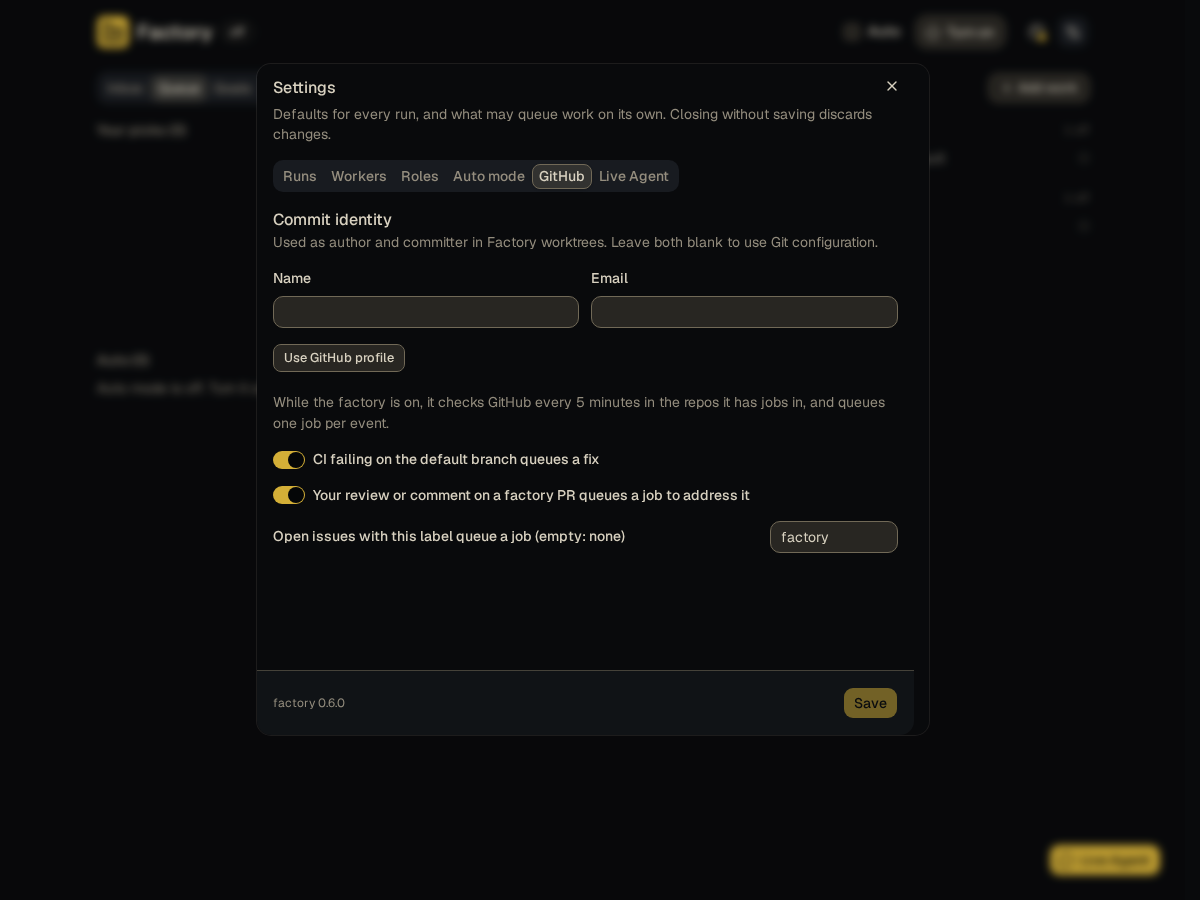 Factory
Settings
Defaults for every run, and what may queue work on its own. Closing without saving discards
changes.
Runs Workers Roles Auto mode GitHub Live Agent
Commit identity
Used as author and committer in Factory worktrees. Leave both blank to use Git configuration.
Name Email
Use GitHub profile
While the factory is on, it checks GitHub every 5 minutes in the repos it has jobs in, and queues
one job per event.
CI failing on the default branch queues a fix
Your review or comment on a factory PR queues a job to address it
Open issues with this label queue a job (empty: none) factory
factory 0.6.0 Save
Live Agent